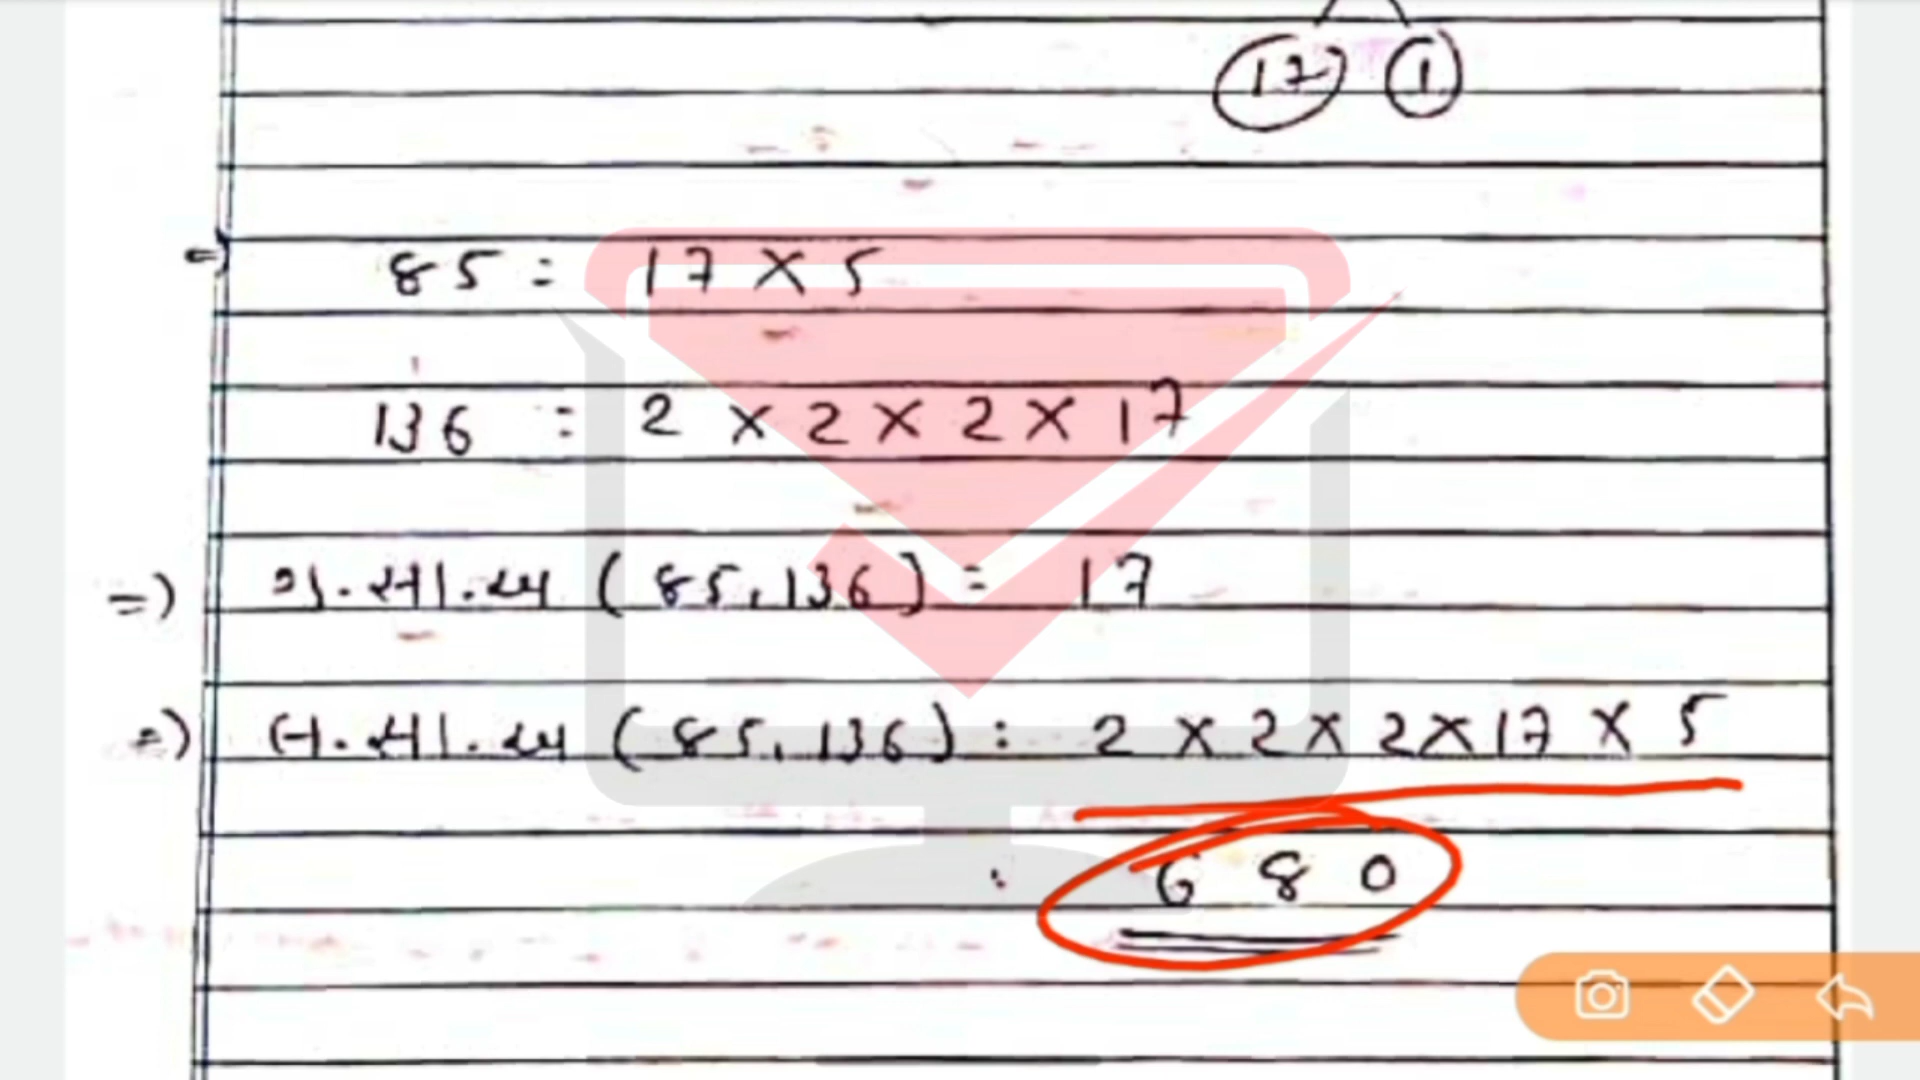 17 1
=) 85 = 17 × 5
136 = 2 × 2 × 2 × 17
=) ગુ.સા.અ (85, 136) = 17
=) લ.સા.અ (85, 136) : 2 × 2 × 2 × 17 × 5
: 680